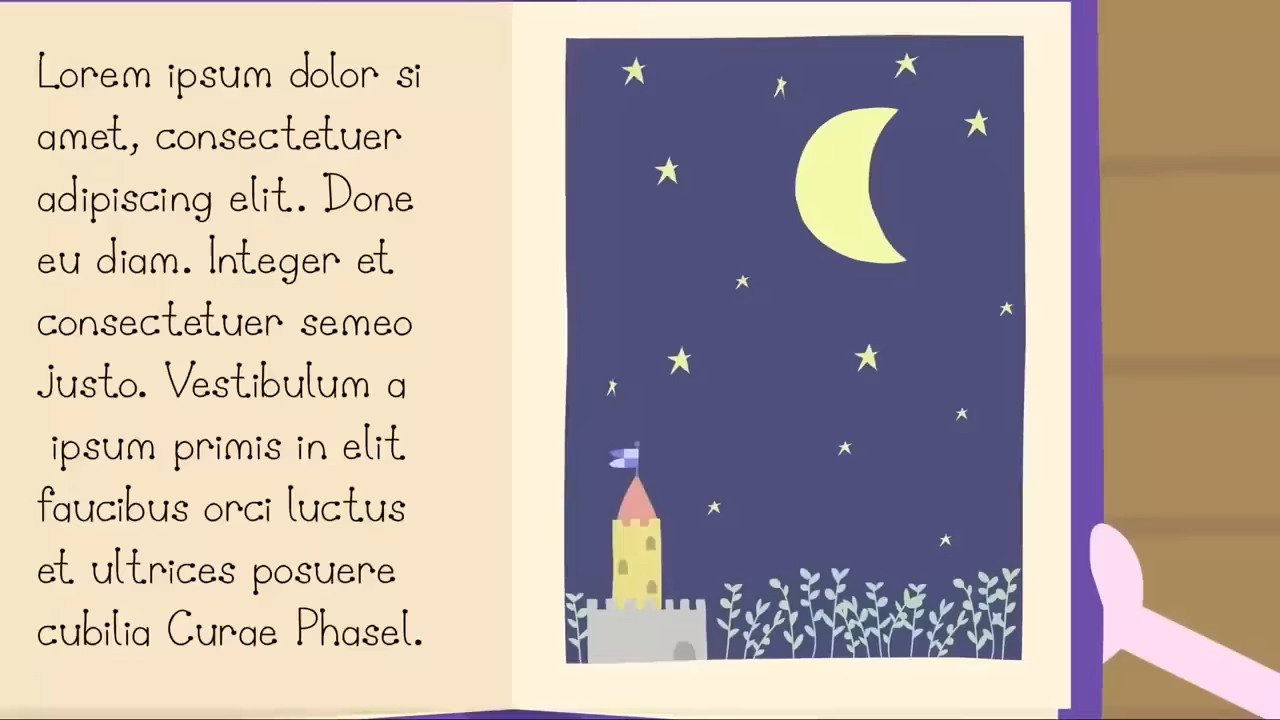 Lorem ipsum dolor si
amet, consectetuer
adipiscing elit. Done
eu diam. Integer et
consectetuer semeo
justo. Vestibulum a
ipsum primis in elit
faucibus orci luctus
et ultrices posuere
cubilia Curae Phasel.